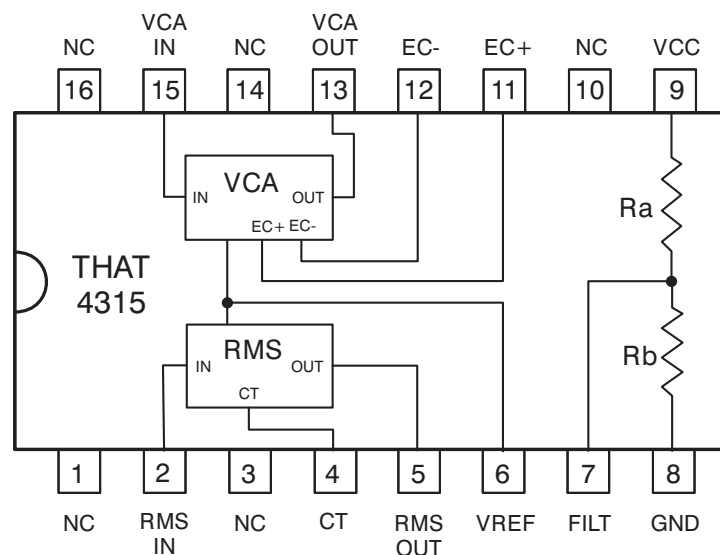 NC
VCA
IN
NC
VCA
OUT
EC-
EC+
NC
VCC
16
15
14
13
12
11
10
9
VCA
IN
OUT
EC+ EC-
Ra
THAT
4315
RMS
IN
OUT
CT
Rb
1
2
3
4
5
6
7
8
NC
RMS
IN
NC
CT
RMS
OUT
VREF
FILT
GND